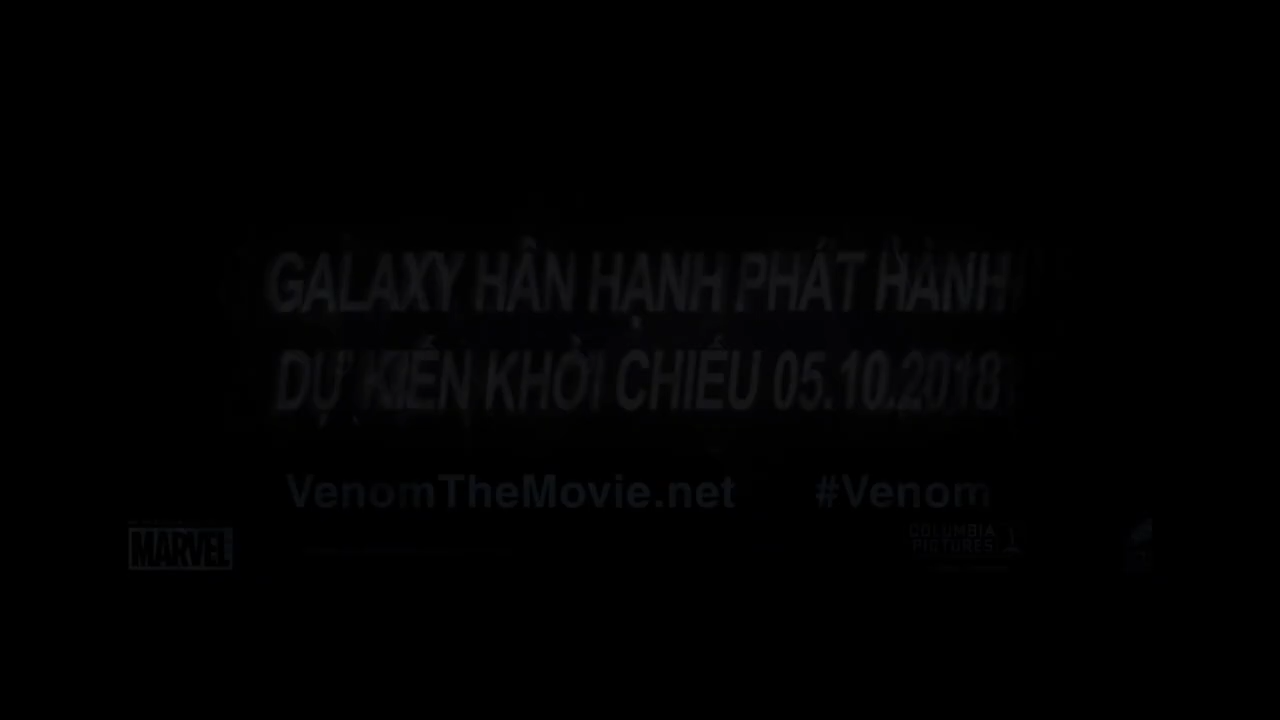 GALAXY HÂN HẠNH PHÁT HÀNH
DỰ KIẾN KHỞI CHIẾU 05.10.2018
VenomTheMovie.net #Venom
MARVEL
COLUMBIA
PICTURES